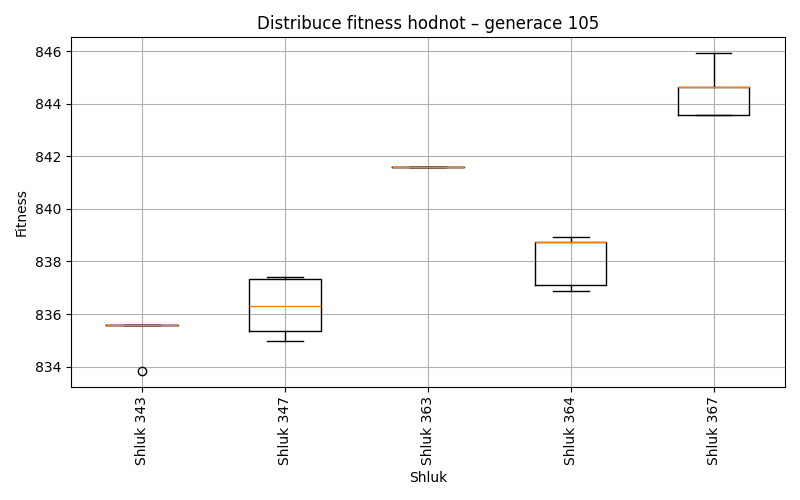 Distribuce fitness hodnot – generace 105
Fitness
846
844
842
840
838
836
834
Shluk 343
Shluk 347
Shluk 363
Shluk 364
Shluk 367
Shluk